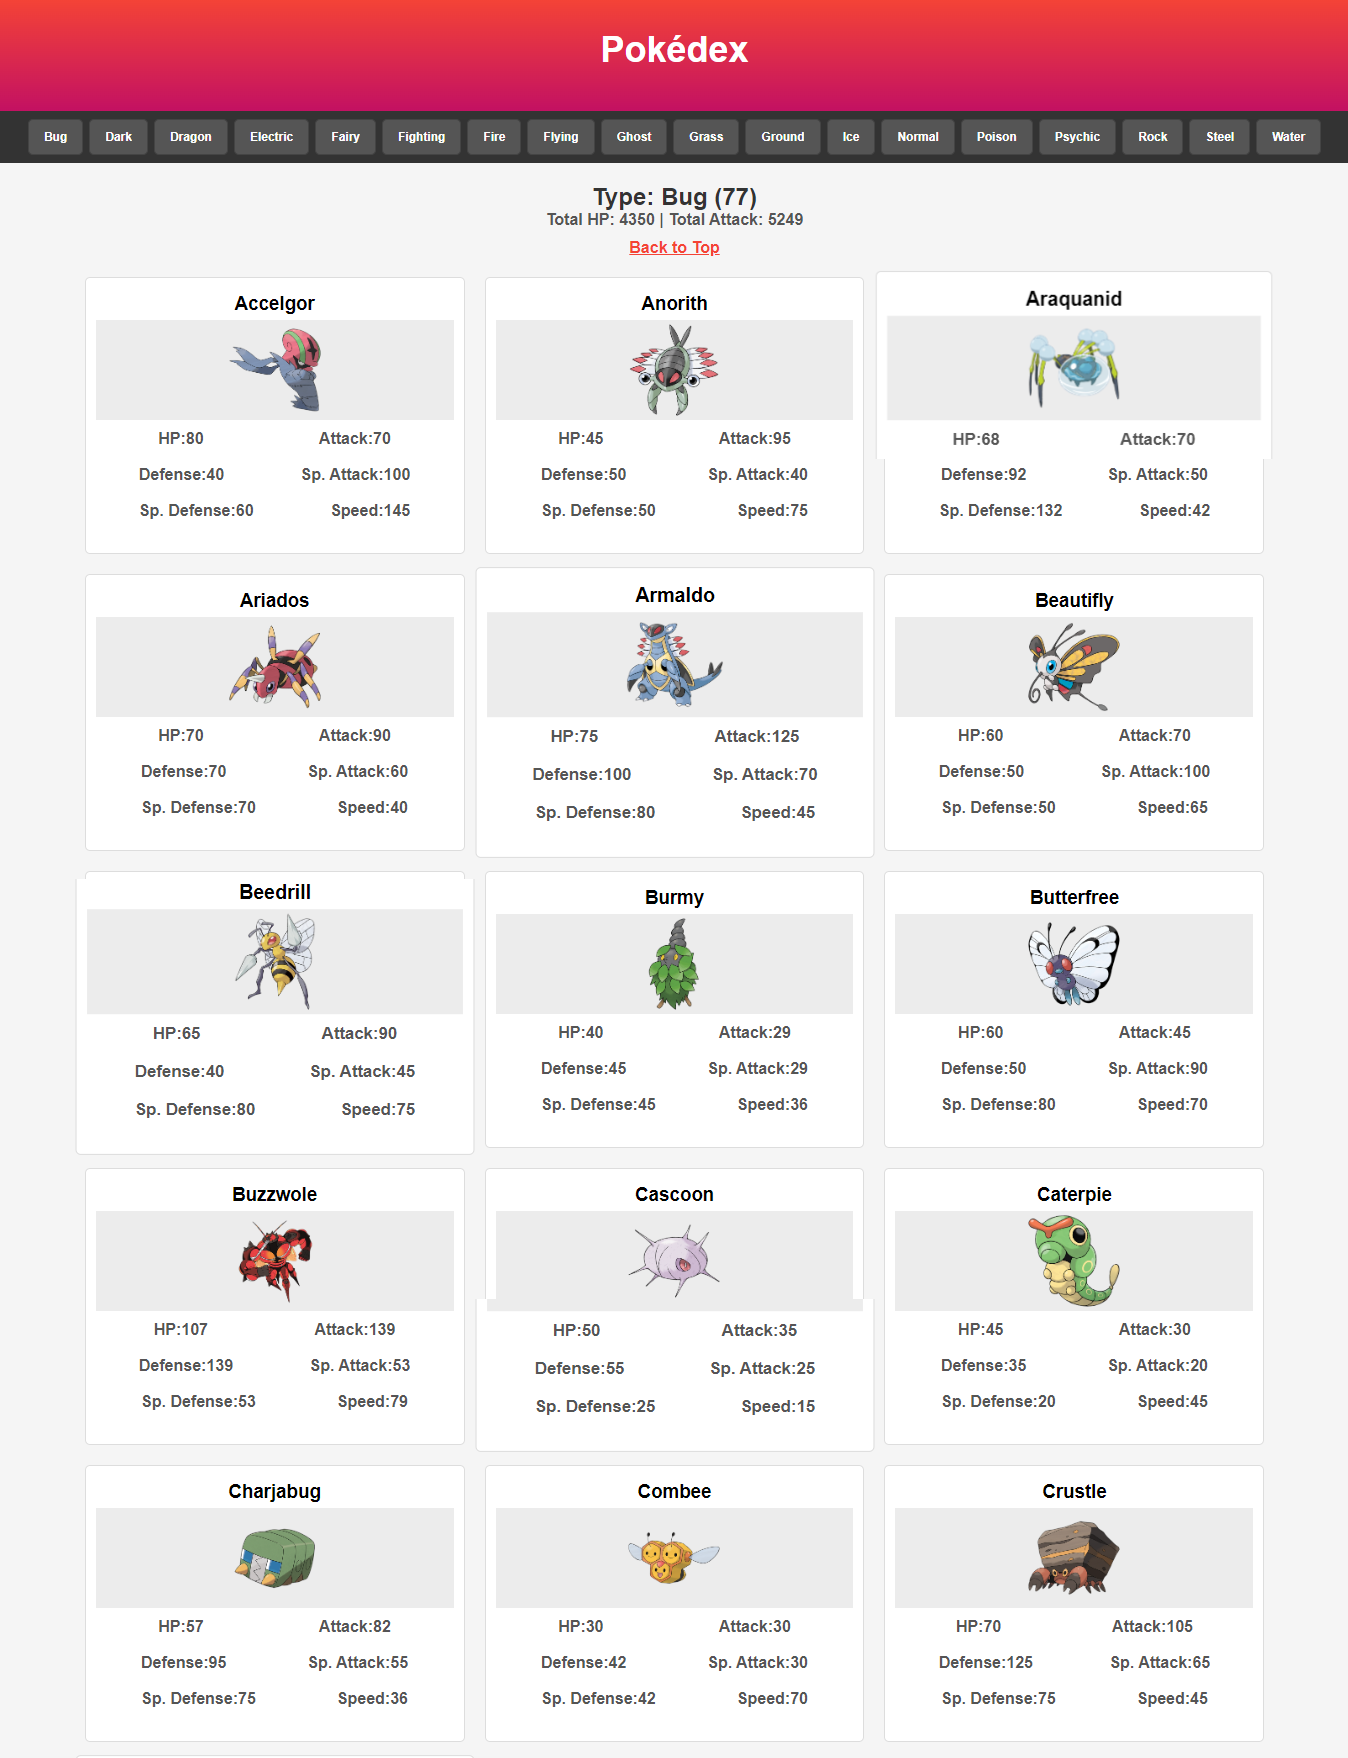 Pokédex
Bug Dark Dragon Electric Fairy Fighting Fire Flying Ghost Grass Ground Ice Normal Poison Psychic Rock Steel Water
Type: Bug (77)
Total HP: 4350 | Total Attack: 5249
Back to Top
Accelgor
HP:80 Attack:70
Defense:40 Sp. Attack:100
Sp. Defense:60 Speed:145
Anorith
HP:45 Attack:95
Defense:50 Sp. Attack:40
Sp. Defense:50 Speed:75
Araquanid
HP:68 Attack:70
Defense:92 Sp. Attack:50
Sp. Defense:132 Speed:42
Ariados
HP:70 Attack:90
Defense:70 Sp. Attack:60
Sp. Defense:70 Speed:40
Armaldo
HP:75 Attack:125
Defense:100 Sp. Attack:70
Sp. Defense:80 Speed:45
Beautifly
HP:60 Attack:70
Defense:50 Sp. Attack:100
Sp. Defense:50 Speed:65
Beedrill
HP:65 Attack:90
Defense:40 Sp. Attack:45
Sp. Defense:80 Speed:75
Burmy
HP:40 Attack:29
Defense:45 Sp. Attack:29
Sp. Defense:45 Speed:36
Butterfree
HP:60 Attack:45
Defense:50 Sp. Attack:90
Sp. Defense:80 Speed:70
Buzzwole
HP:107 Attack:139
Defense:139 Sp. Attack:53
Sp. Defense:53 Speed:79
Cascoon
HP:50 Attack:35
Defense:55 Sp. Attack:25
Sp. Defense:25 Speed:15
Caterpie
HP:45 Attack:30
Defense:35 Sp. Attack:20
Sp. Defense:20 Speed:45
Charjabug
HP:57 Attack:82
Defense:95 Sp. Attack:55
Sp. Defense:75 Speed:36
Combee
HP:30 Attack:30
Defense:42 Sp. Attack:30
Sp. Defense:42 Speed:70
Crustle
HP:70 Attack:105
Defense:125 Sp. Attack:65
Sp. Defense:75 Speed:45